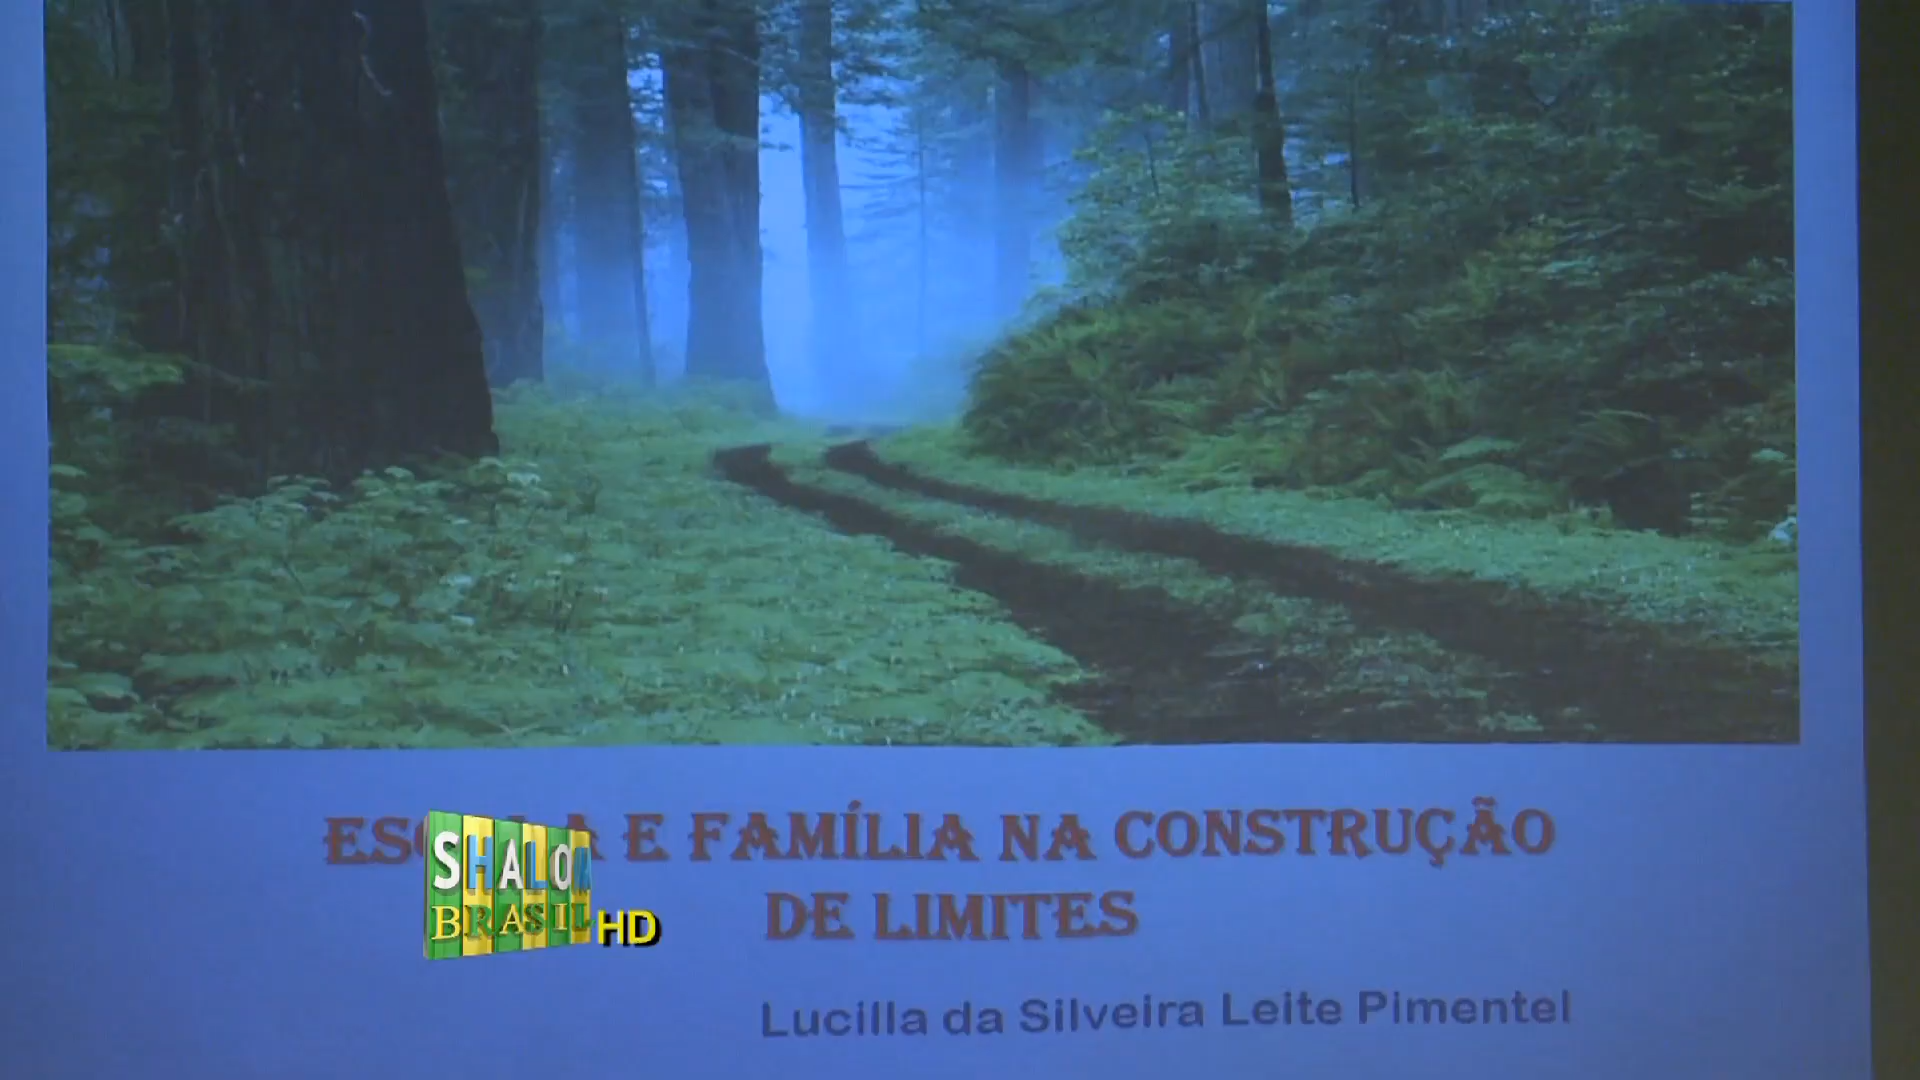 E FAMÍLIA NA CONSTRUÇÃO
DE LIMITES
Lucilla da Silveira Leite Pimentel
SHALOM
BRASIL HD